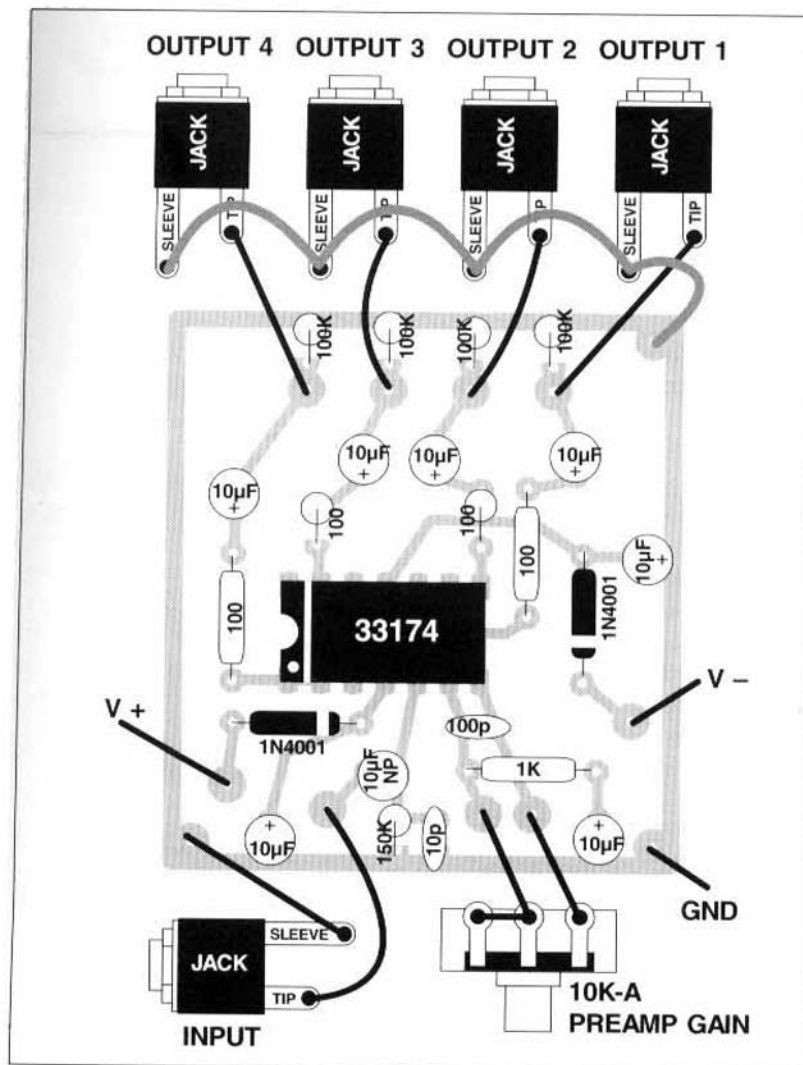 OUTPUT 4 OUTPUT 3 OUTPUT 2 OUTPUT 1
JACK JACK JACK JACK
SLEEVE TIP SLEEVE TIP SLEEVE TIP SLEEVE TIP
100K 100K 100K 100K
10µF
+
10µF
+
10µF
+
10µF
+
100
100
100
100
10µF
+
1N4001
33174
V +
V –
1N4001
100p
10µF
NP
1K
+
10µF
150K
10p
+
10µF
GND
SLEEVE
JACK
TIP
INPUT
10K-A
PREAMP GAIN